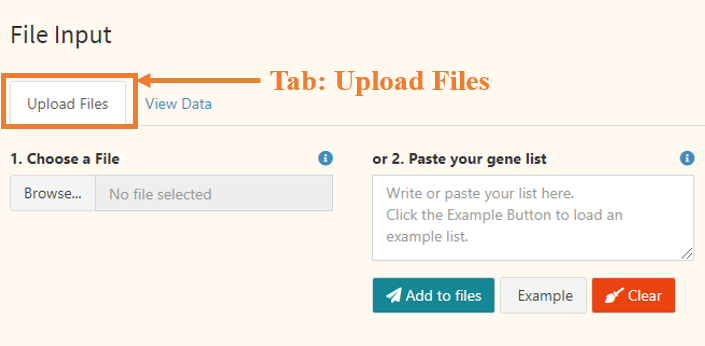 File Input
Tab: Upload Files
Upload Files
View Data
1. Choose a File
Browse...
No file selected
or 2. Paste your gene list
Write or paste your list here.
Click the Example Button to load an
example list.
Add to files
Example
Clear